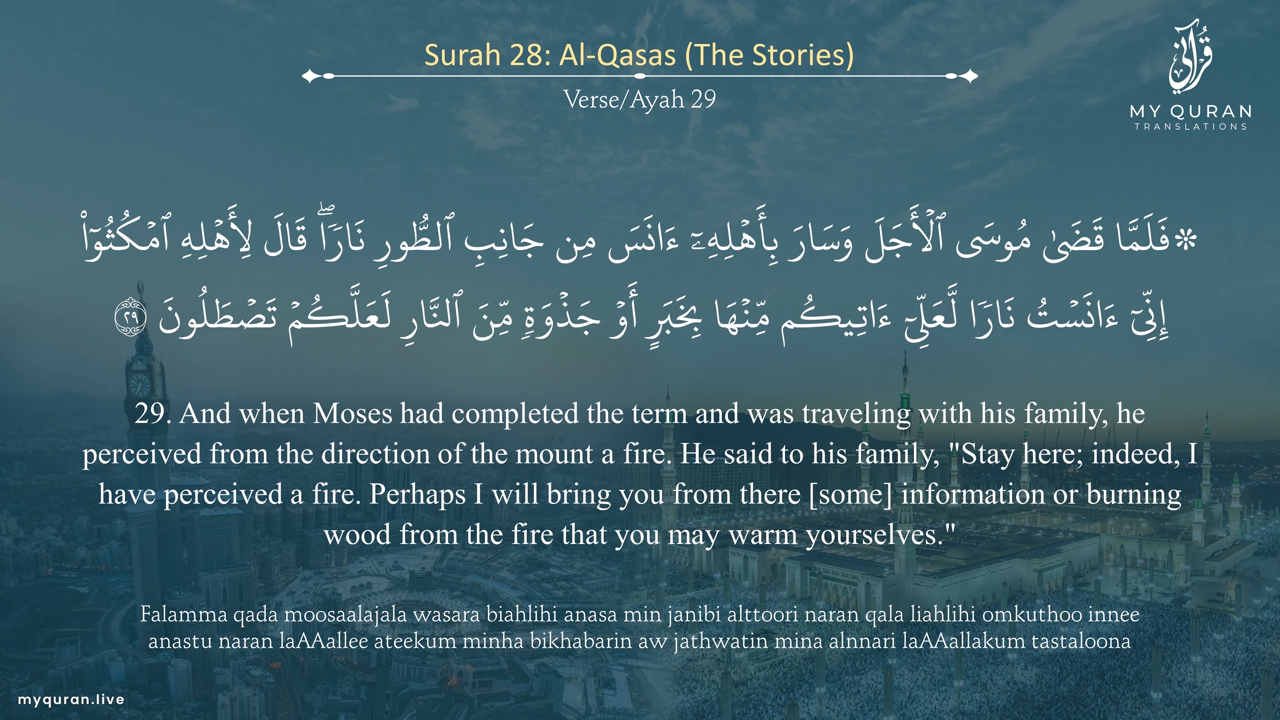 Surah 28: Al-Qasas (The Stories)
Verse/Ayah 29
قرآني
MY QURAN
TRANSLATIONS
۞ فَلَمَّا قَضَىٰ مُوسَى ٱلۡأَجَلَ وَسَارَ بِأَهۡلِهِۦٓ ءَانَسَ مِن جَانِبِ ٱلطُّورِ نَارٗاۖ قَالَ لِأَهۡلِهِ ٱمۡكُثُوٓاْ
إِنِّيٓ ءَانَسۡتُ نَارٗا لَّعَلِّيٓ ءَاتِيكُم مِّنۡهَا بِخَبَرٍ أَوۡ جَذۡوَةٖ مِّنَ ٱلنَّارِ لَعَلَّكُمۡ تَصۡطَلُونَ ٢٩
29. And when Moses had completed the term and was traveling with his family, he
perceived from the direction of the mount a fire. He said to his family, "Stay here; indeed, I
have perceived a fire. Perhaps I will bring you from there [some] information or burning
wood from the fire that you may warm yourselves."
Falamma qada moosaalajala wasara biahlihi anasa min janibi alttoori naran qala liahlihi omkuthoo innee
anastu naran laAAallee ateekum minha bikhabarin aw jathwatin mina alnnari laAAallakum tastaloona
myquran.live